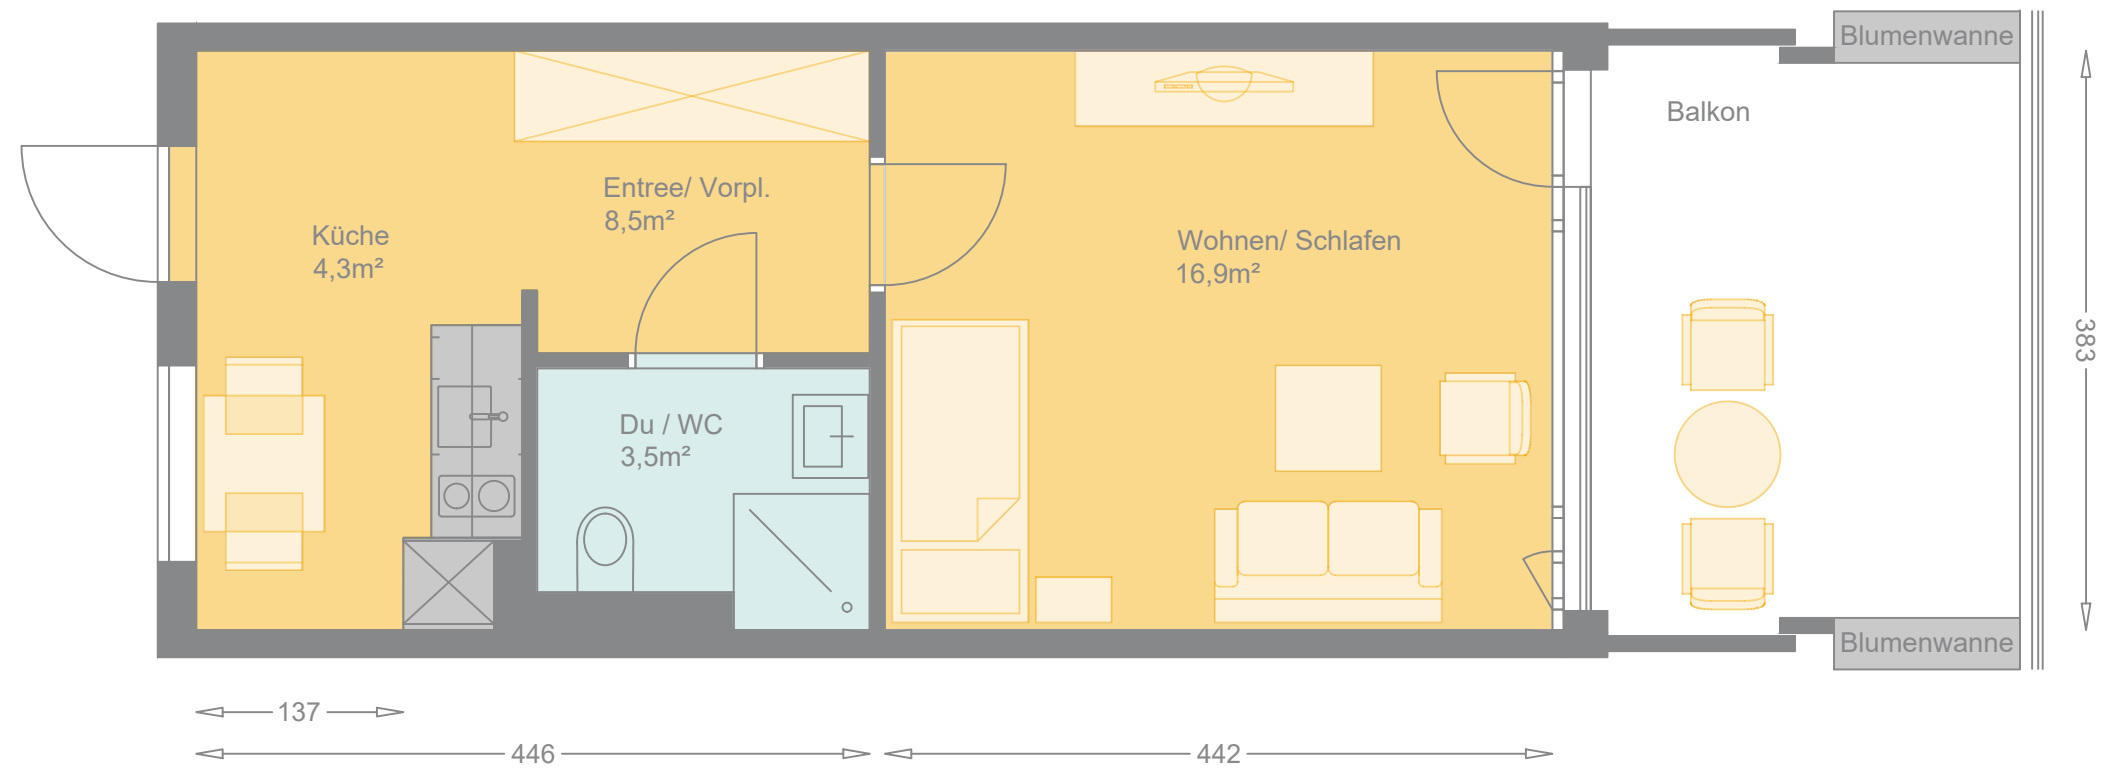 Blumenwanne
Balkon
Entree/ Vorpl.
8,5m²
Küche
4,3m²
Wohnen/ Schlafen
16,9m²
383
Du / WC
3,5m²
Blumenwanne
137
446
442